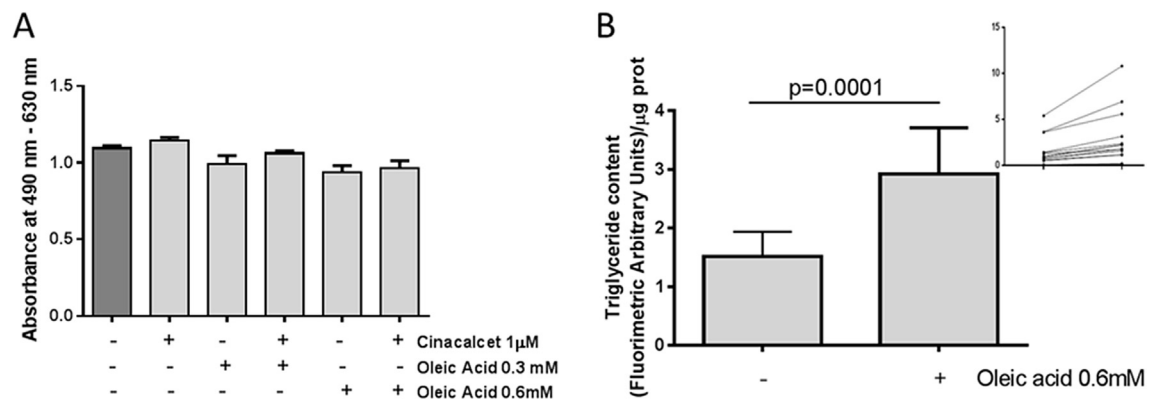 A
Absorbance at 490 nm - 630 nm
1.5
1.0
0.5
0.0
- + - + - + Cinacalcet 1μM
- - + + - - Oleic Acid 0.3 mM
- - - - + + Oleic Acid 0.6mM
B
Triglyceride content
(Fluorimetric Arbitrary Units)/μg prot
4
3
2
1
0
p=0.0001
- + Oleic acid 0.6mM
15
10
5
0